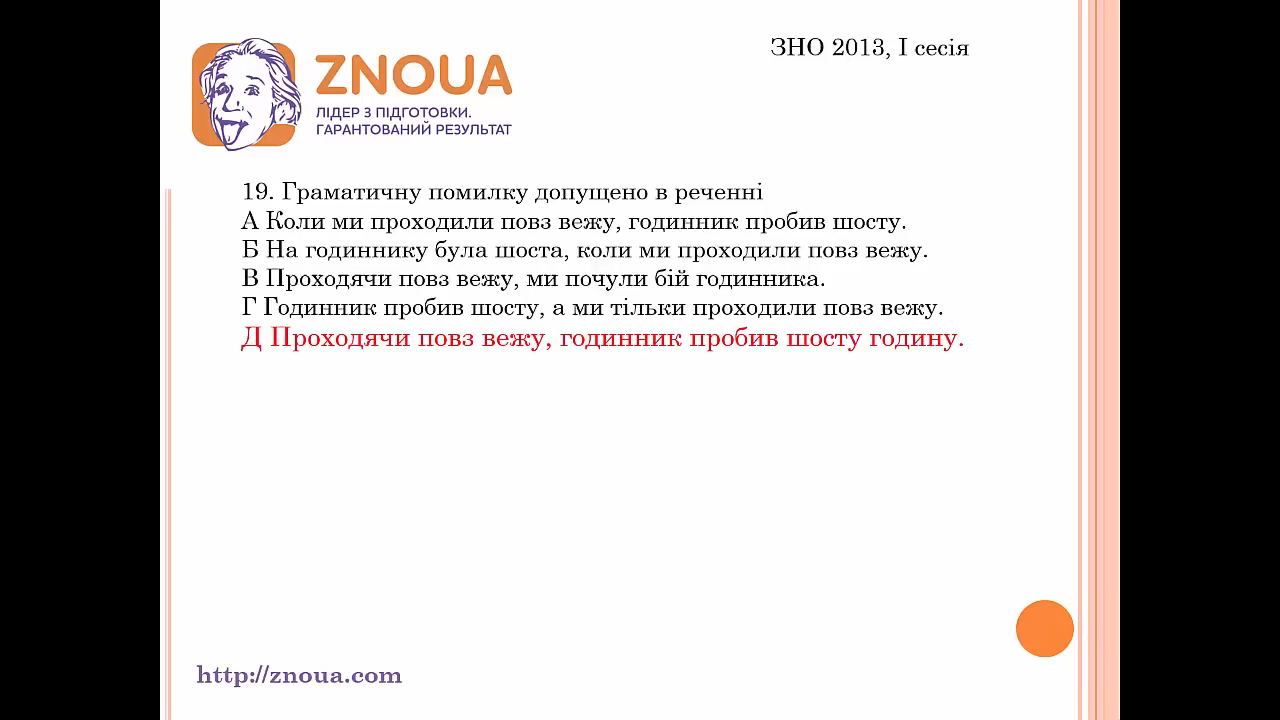 ZNOUA
ЛІДЕР З ПІДГОТОВКИ.
ГАРАНТОВАНИЙ РЕЗУЛЬТАТ
ЗНО 2013, І сесія
19. Граматичну помилку допущено в реченні
А Коли ми проходили повз вежу, годинник пробив шосту.
Б На годиннику була шоста, коли ми проходили повз вежу.
В Проходячи повз вежу, ми почули бій годинника.
Г Годинник пробив шосту, а ми тільки проходили повз вежу.
Д Проходячи повз вежу, годинник пробив шосту годину.
http://znoua.com